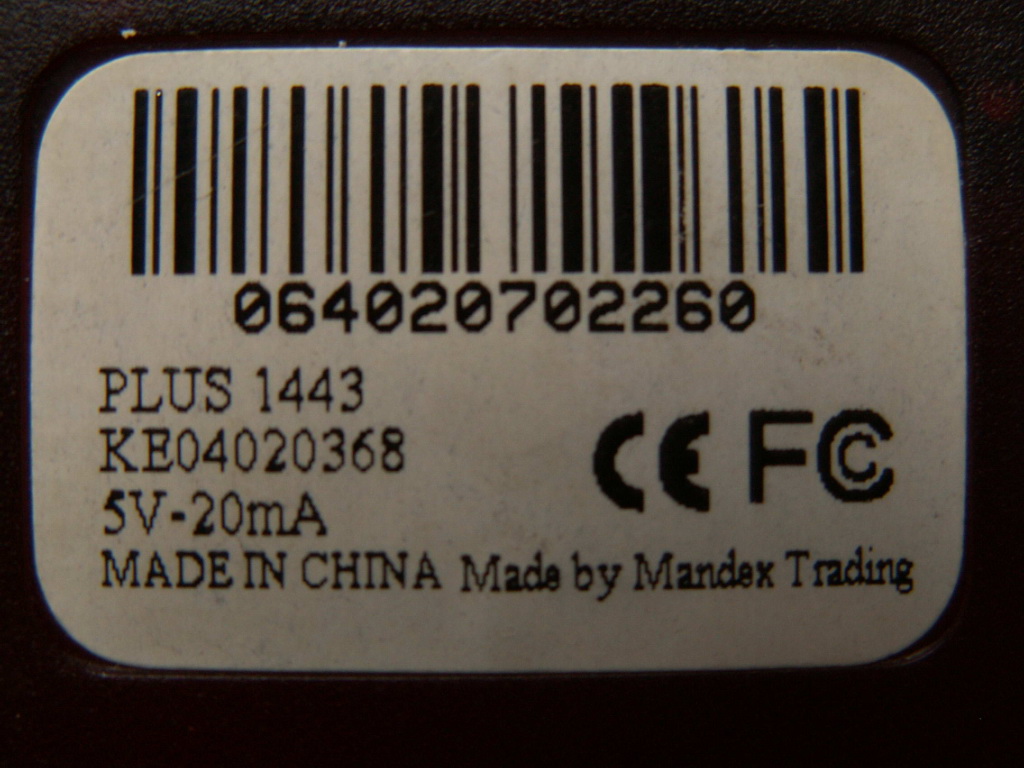 064020702260
PLUS 1443
KE04020368
5V-20mA
CE FC
MADE IN CHINA Made by Mandex Trading